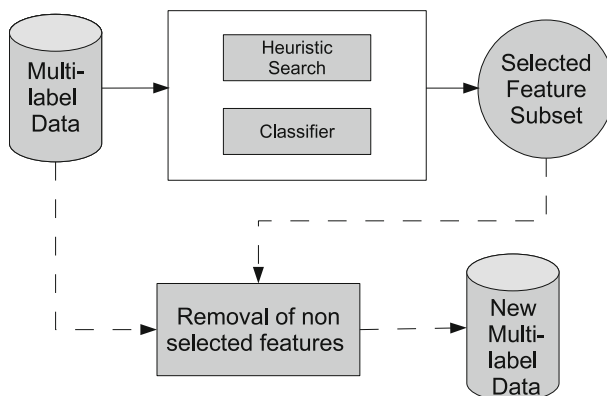 Multi-
label
Data
Heuristic
Search
Classifier
Selected
Feature
Subset
Removal of non
selected features
New
Multi-
label
Data